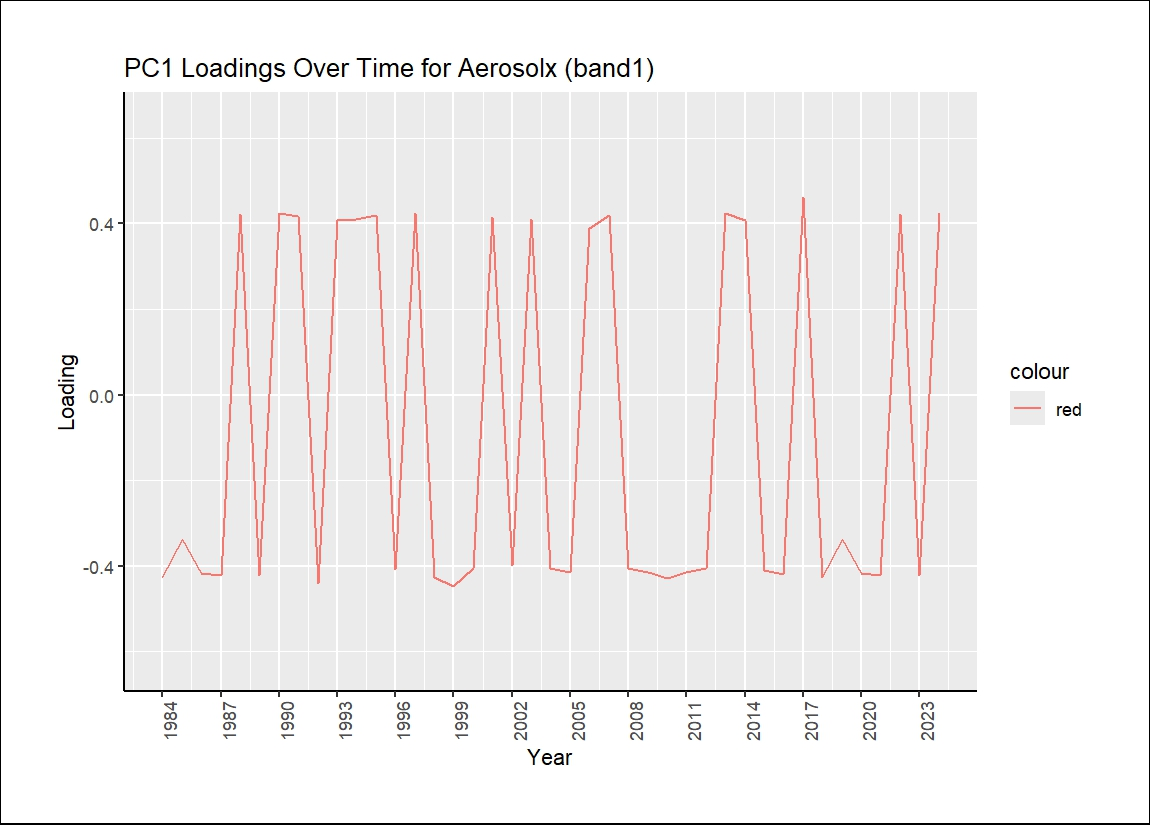 PC1 Loadings Over Time for Aerosolx (band1)
0.4
0.0
-0.4
Loading
1984 1987 1990 1993 1996 1999 2002 2005 2008 2011 2014 2017 2020 2023
Year
colour
red